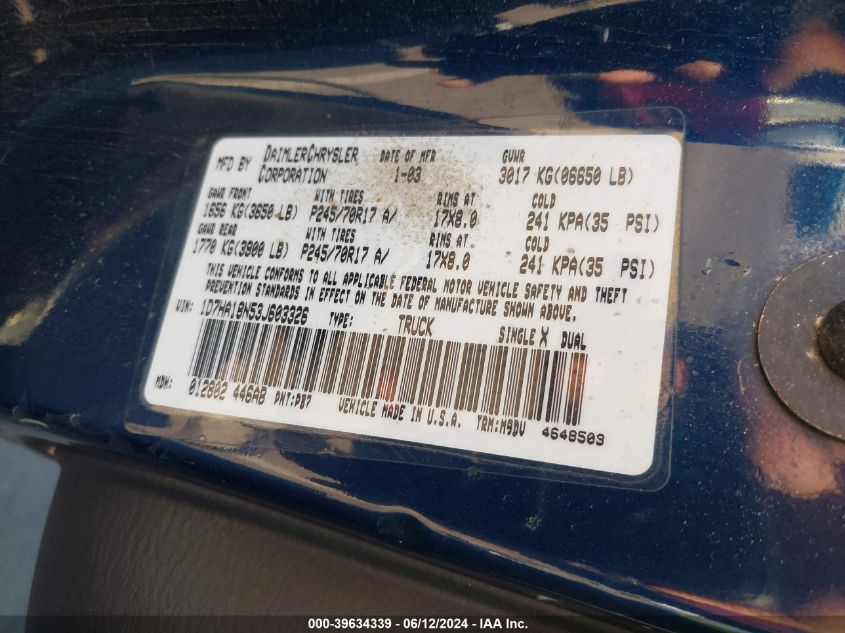 MFD BY DAIMLERCHRYSLER CORPORATION DATE OF MFR 1-03 GVWR 3017 KG(06650 LB)
GAWR FRONT WITH TIRES RIMS AT COLD
1656 KG(3650 LB) P245/70R17 A/ 17X8.0 241 KPA(35 PSI)
GAWR REAR WITH TIRES RIMS AT COLD
1770 KG(3900 LB) P245/70R17 A/ 17X8.0 241 KPA(35 PSI)
THIS VEHICLE CONFORMS TO ALL APPLICABLE FEDERAL MOTOR VEHICLE SAFETY AND THEFT
PREVENTION STANDARDS IN EFFECT ON THE DATE OF MANUFACTURE SHOWN ABOVE.
VIN: 1D7HA18N53J603326 TYPE: TRUCK SINGLE X DUAL
MDH: 012802 446AB PNT:PB7 VEHICLE MADE IN U.S.A. TRM:M9DV 4648503
000-39634339 - 06/12/2024 - IAA Inc.